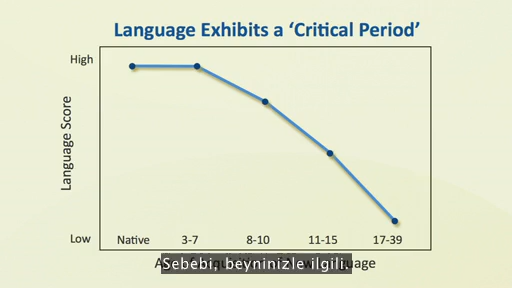 Language Exhibits a 'Critical Period'
High
Language Score
Low
Native 3-7 8-10 11-15 17-39
Sebebi, beyninizle ilgili.